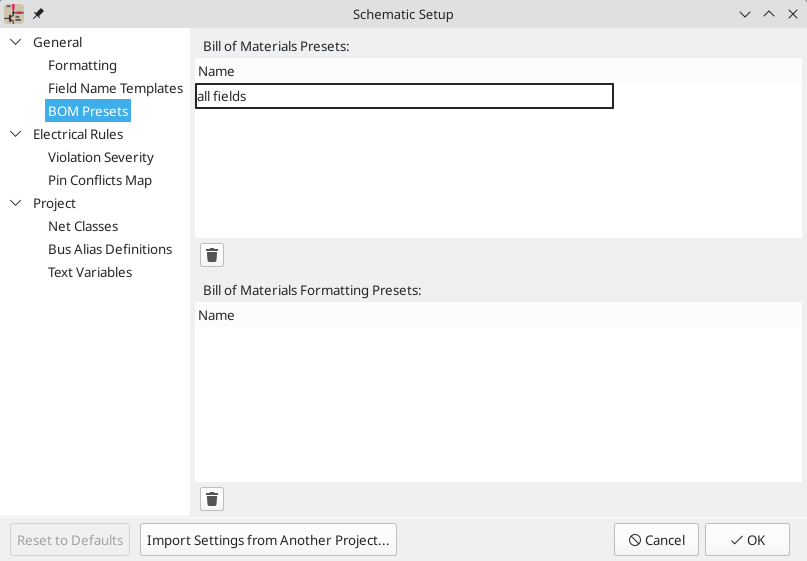 Schematic Setup
General
Formatting
Field Name Templates
BOM Presets
Electrical Rules
Violation Severity
Pin Conflicts Map
Project
Net Classes
Bus Alias Definitions
Text Variables
Bill of Materials Presets:
Name
all fields
Bill of Materials Formatting Presets:
Name
Reset to Defaults
Import Settings from Another Project...
Cancel
OK